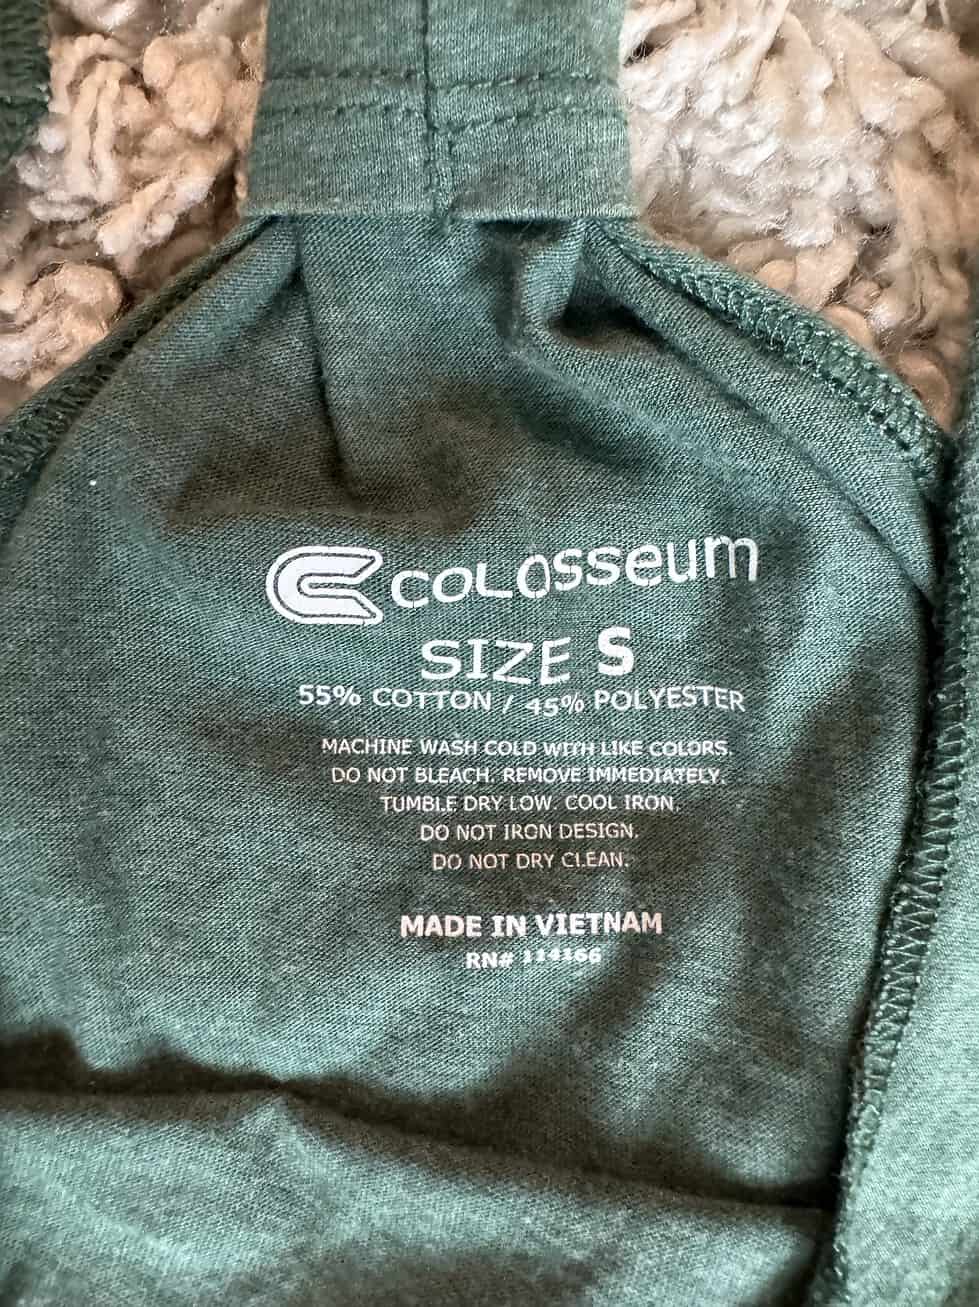 COLOSSEUM
SIZE S
55% COTTON / 45% POLYESTER
MACHINE WASH COLD WITH LIKE COLORS.
DO NOT BLEACH. REMOVE IMMEDIATELY.
TUMBLE DRY LOW. COOL IRON.
DO NOT IRON DESIGN.
DO NOT DRY CLEAN.
MADE IN VIETNAM
RN# 114166